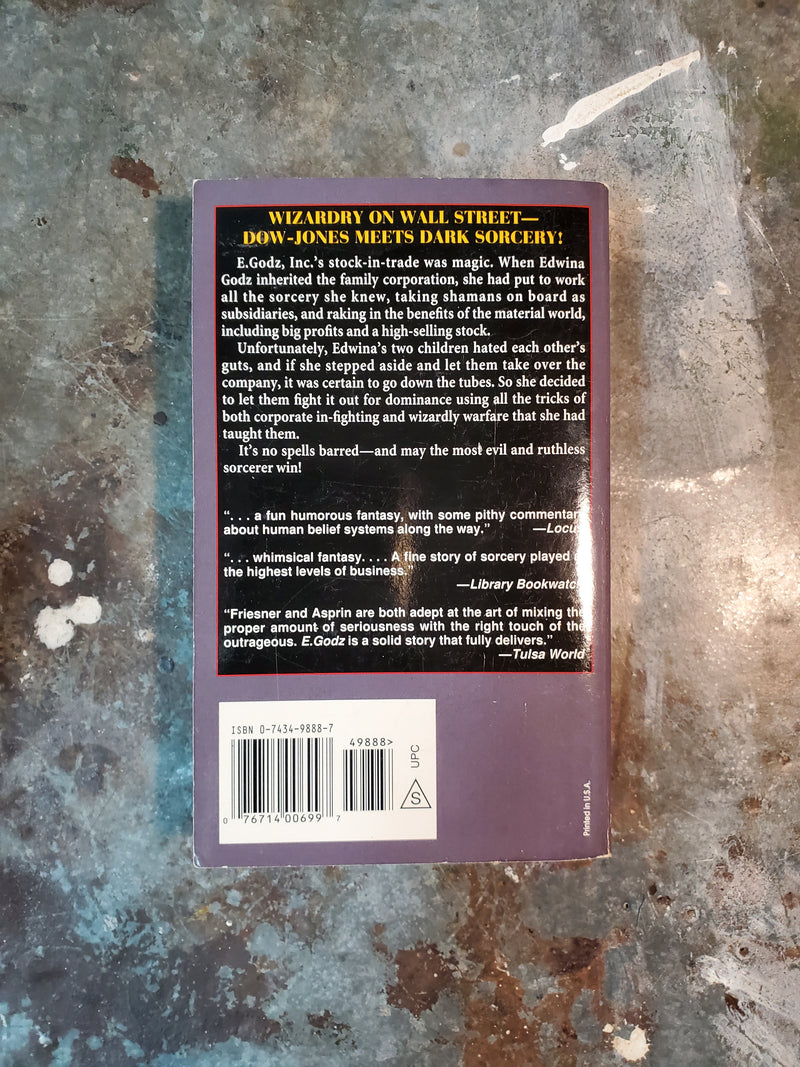 WIZARDRY ON WALL STREET—
DOW-JONES MEETS DARK SORCERY!
E.Godz, Inc.'s stock-in-trade was magic. When Edwina
Godz inherited the family corporation, she had put to work
all the sorcery she knew, taking shamans on board as
subsidiaries, and raking in the benefits of the material world,
including big profits and a high-selling stock.
Unfortunately, Edwina's two children hated each other's
guts, and if she stepped aside and let them take over the
company, it was certain to go down the tubes. So she decided
to let them fight it out for dominance using all the tricks of
both corporate in-fighting and wizardly warfare that she had
taught them.
It's no spells barred—and may the most evil and ruthless
sorcerer win!
". . . a fun humorous fantasy, with some pithy commentary
about human belief systems along the way." —Locus
". . . whimsical fantasy. . . . A fine story of sorcery played
the highest levels of business."
—Library Bookwatch
"Friesner and Asprin are both adept at the art of mixing the
proper amount of seriousness with the right touch of the
outrageous. E.Godz is a solid story that fully delivers."
—Tulsa World
ISBN 0-7434-9888-7
49888>
UPC
S
0 76714 00699 7
Printed in U.S.A.